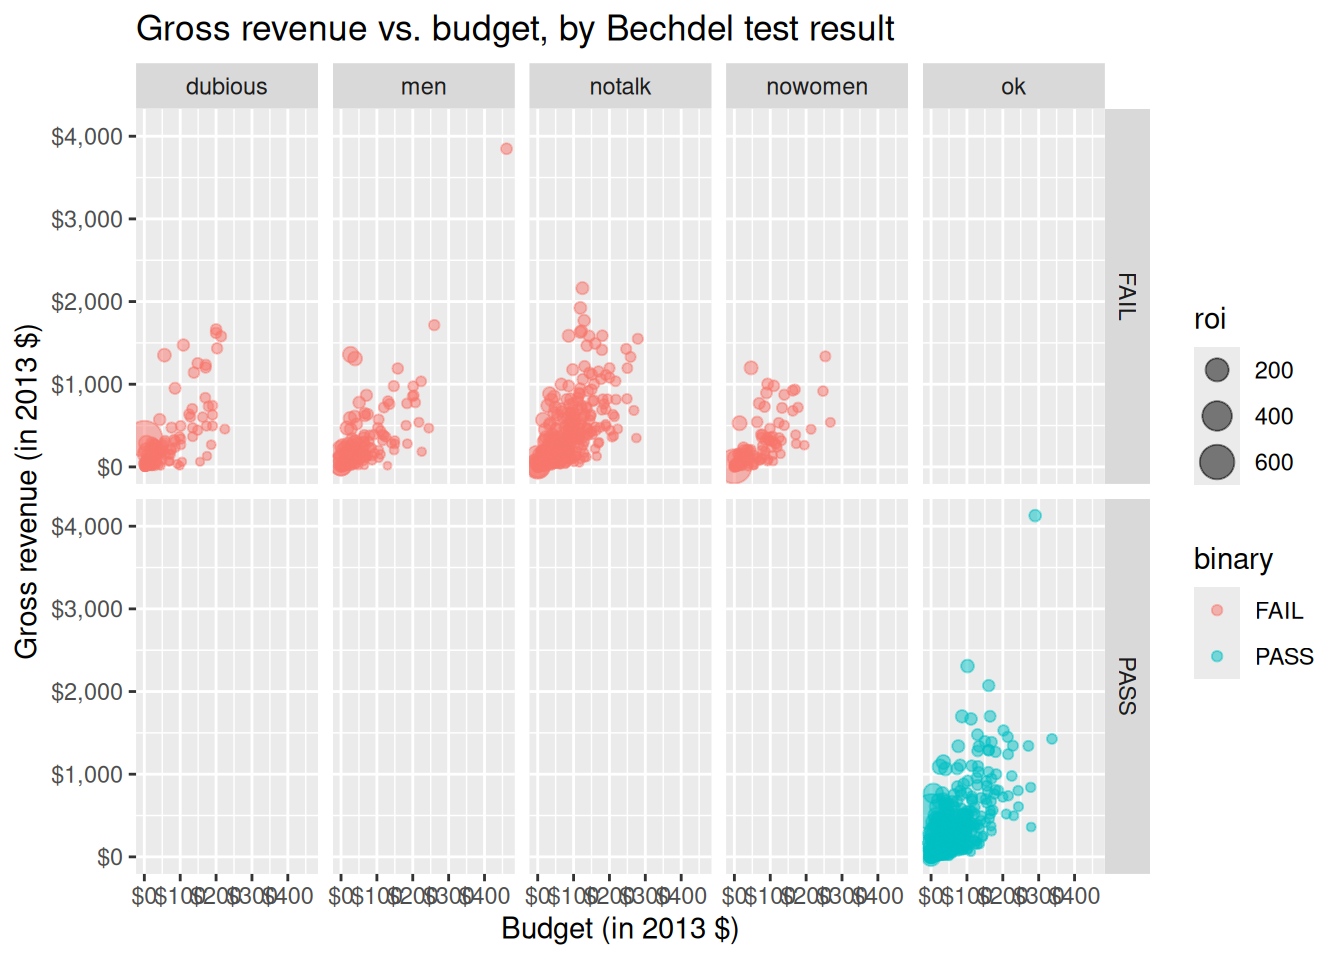 Gross revenue vs. budget, by Bechdel test result
dubious men notalk nowomen ok
$4,000
$3,000
$2,000
$1,000
$0
FAIL
$4,000
$3,000
$2,000
$1,000
$0
PASS
$0 $100 $200 $300 $400 $0 $100 $200 $300 $400 $0 $100 $200 $300 $400 $0 $100 $200 $300 $400 $0 $100 $200 $300 $400
Budget (in 2013 $)
Gross revenue (in 2013 $)
roi
200
400
600
binary
FAIL
PASS